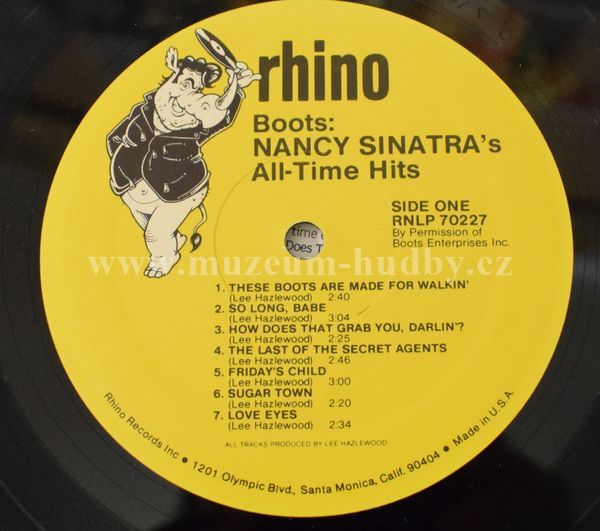 rhino
Boots:
NANCY SINATRA's
All-Time Hits
SIDE ONE
RNLP 70227
By Permission of
Boots Enterprises Inc.
time
Does T
www.muzeum-hudby.cz
1. THESE BOOTS ARE MADE FOR WALKIN'
(Lee Hazlewood) 2:40
2. SO LONG, BABE
(Lee Hazlewood) 3:04
3. HOW DOES THAT GRAB YOU, DARLIN'?
(Lee Hazlewood) 2:25
4. THE LAST OF THE SECRET AGENTS
(Lee Hazlewood) 2:46
5. FRIDAY'S CHILD
(Lee Hazlewood) 3:00
6. SUGAR TOWN
(Lee Hazlewood) 2:20
7. LOVE EYES
(Lee Hazlewood) 2:34
ALL TRACKS PRODUCED BY LEE HAZLEWOOD
Rhino Records Inc • 1201 Olympic Blvd., Santa Monica, Calif. 90404 • Made in U.S.A.